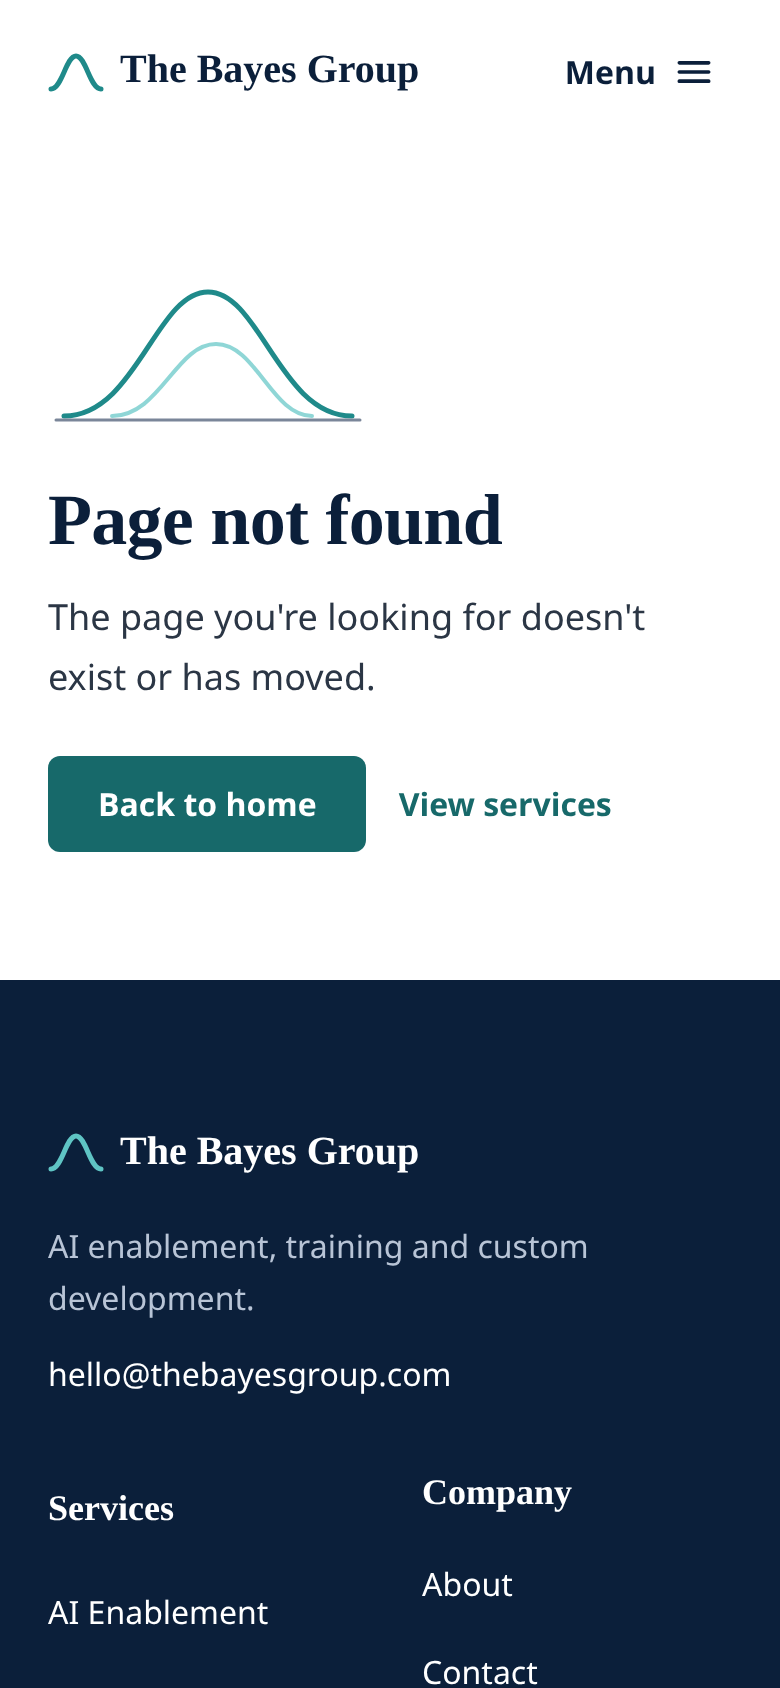 The Bayes Group
Menu
Page not found
The page you're looking for doesn't
exist or has moved.
Back to home
View services
The Bayes Group
AI enablement, training and custom
development.
hello@thebayesgroup.com
Services
AI Enablement
Company
About
Contact